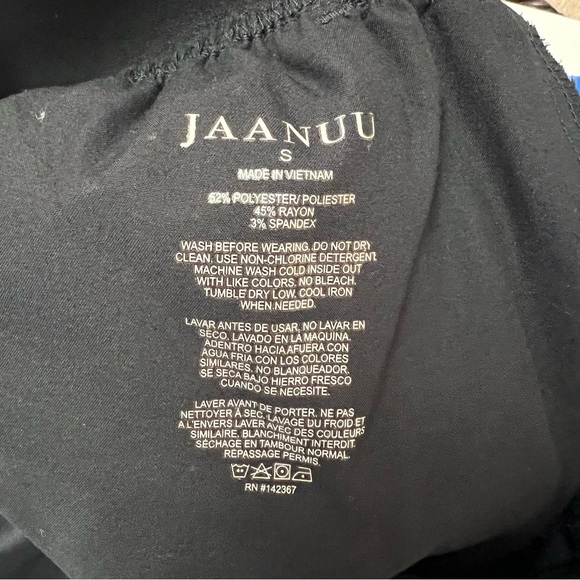 JAANUU
S
MADE IN VIETNAM
52% POLYESTER/ POLIESTER
45% RAYON
3% SPANDEX
WASH BEFORE WEARING. DO NOT DRY
CLEAN. USE NON-CHLORINE DETERGENT.
MACHINE WASH COLD INSIDE OUT
WITH LIKE COLORS. NO BLEACH.
TUMBLE DRY LOW. COOL IRON
WHEN NEEDED.
LAVAR ANTES DE USAR. NO LAVAR EN
SECO. LAVADO EN LA MAQUINA.
ADENTRO HACIA AFUERA CON
AGUA FRIA CON LOS COLORES
SIMILARES. NO BLANQUEADOR.
SE SECA BAJO HIERRO FRESCO
CUANDO SE NECESITE.
LAVER AVANT DE PORTER. NE PAS
NETTOYER À SEC. LAVAGE DU FROID ET
A L'ENVERS LAVER AVEC DES COULEURS
SIMILAIRE. BLANCHIMENT INTERDIT.
SÉCHAGE EN TAMBOUR NORMAL.
REPASSAGE PERMIS.
RN #142367